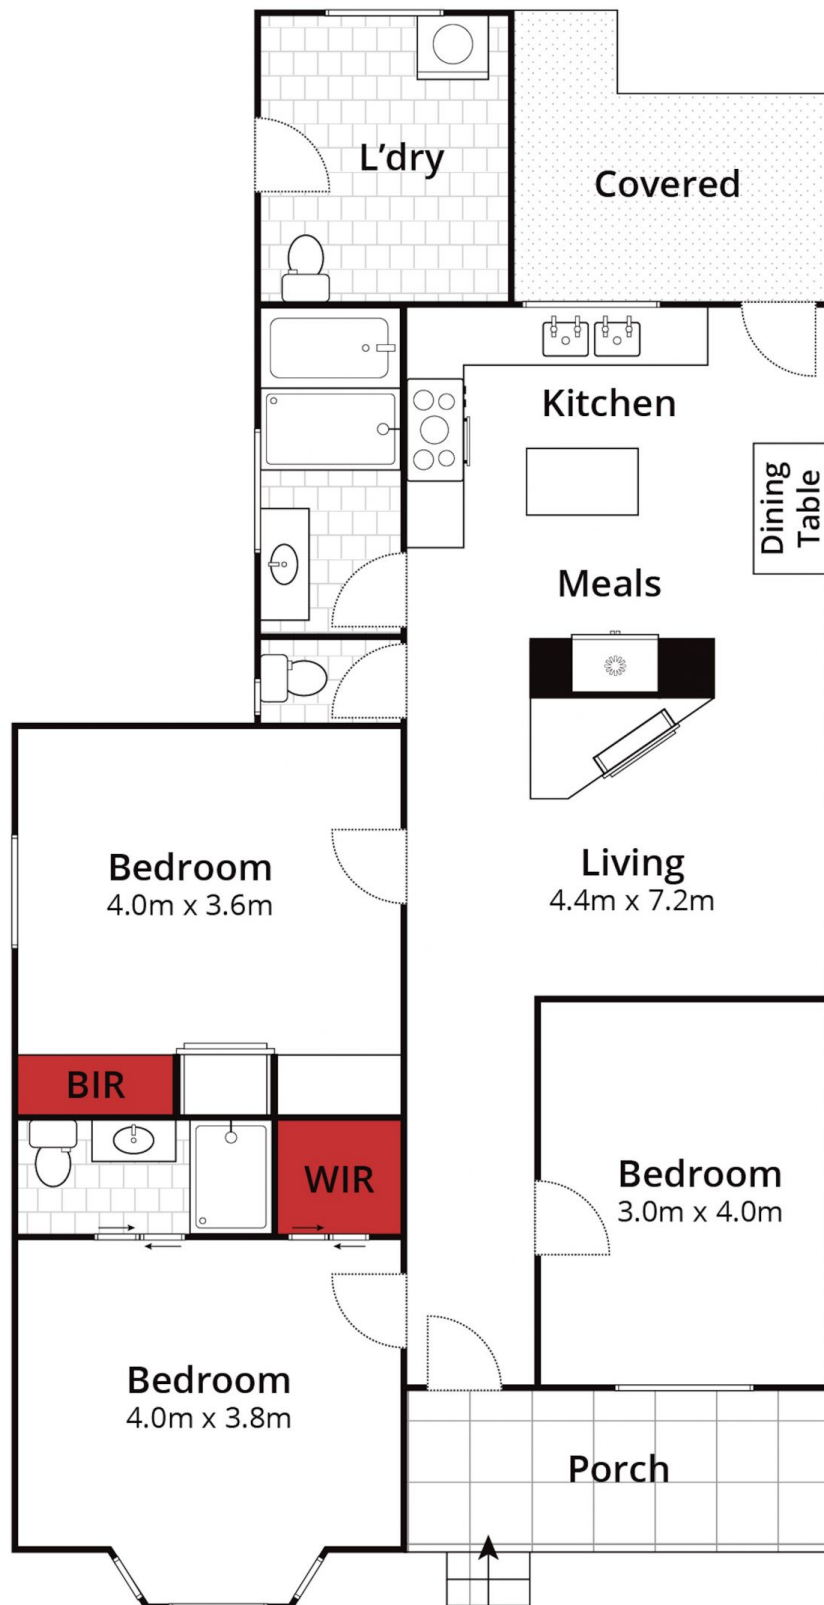 L'dry
Covered
Kitchen
Dining
Table
Meals
Bedroom
4.0m x 3.6m
Living
4.4m x 7.2m
BIR
WIR
Bedroom
3.0m x 4.0m
Bedroom
4.0m x 3.8m
Porch